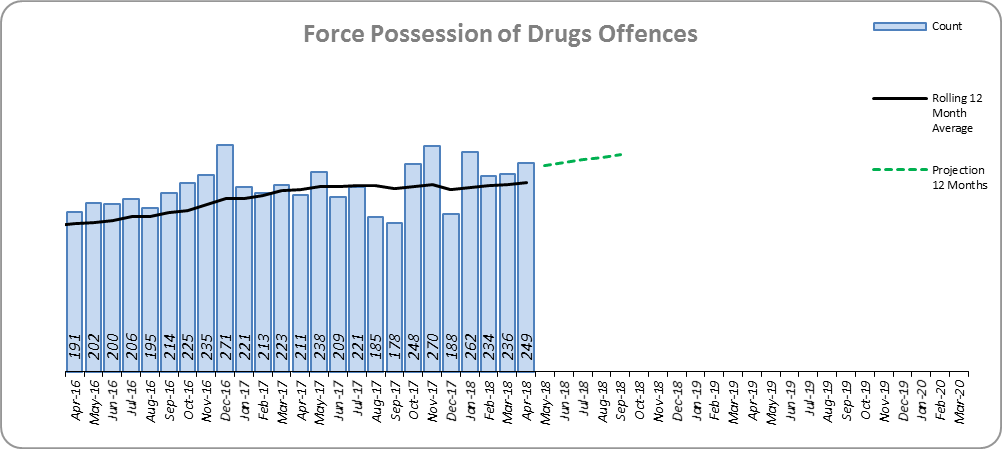 Force Possession of Drugs Offences
Count
Rolling 12
Month
Average
Projection
12 Months
191
202
200
206
195
214
225
235
271
221
213
223
211
238
209
221
185
178
248
270
188
262
234
236
249
Apr-16
May-16
Jun-16
Jul-16
Aug-16
Sep-16
Oct-16
Nov-16
Dec-16
Jan-17
Feb-17
Mar-17
Apr-17
May-17
Jun-17
Jul-17
Aug-17
Sep-17
Oct-17
Nov-17
Dec-17
Jan-18
Feb-18
Mar-18
Apr-18
May-18
Jun-18
Jul-18
Aug-18
Sep-18
Oct-18
Nov-18
Dec-18
Jan-19
Feb-19
Mar-19
Apr-19
May-19
Jun-19
Jul-19
Aug-19
Sep-19
Oct-19
Nov-19
Dec-19
Jan-20
Feb-20
Mar-20